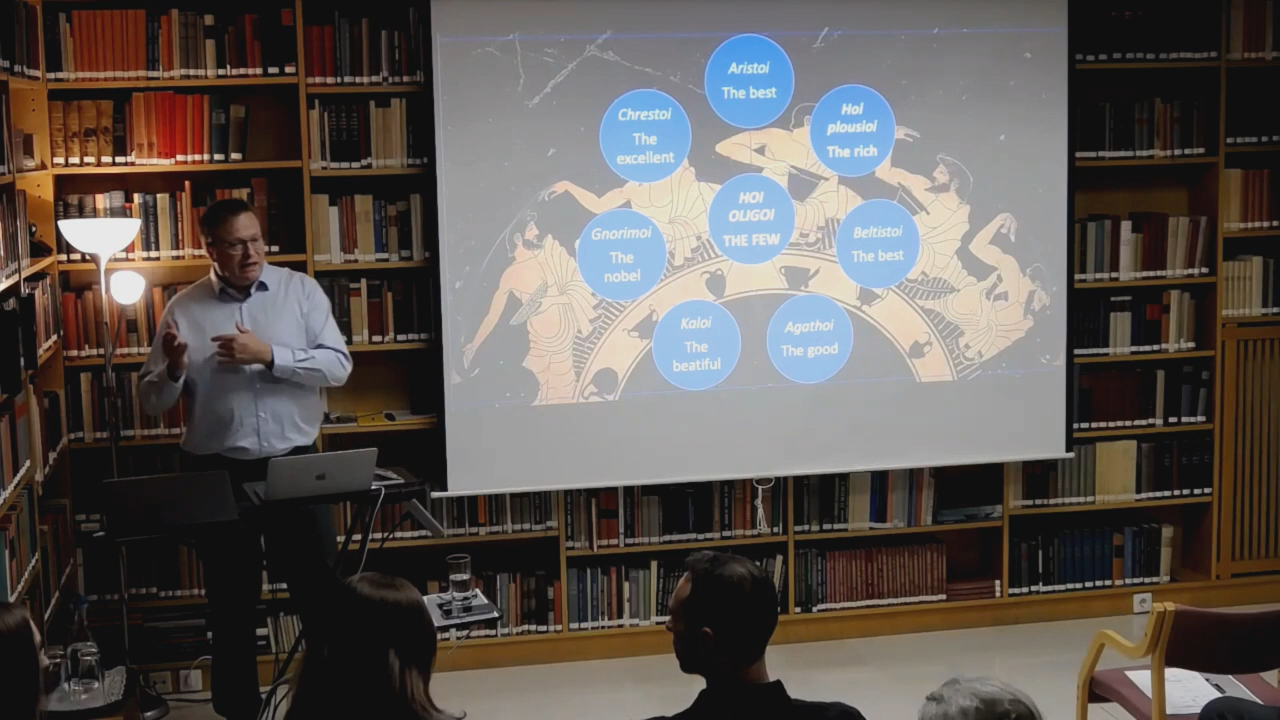 Aristoi
The best
Chrestoi
The
excellent
Hoi
plousioi
The rich
HOI
OLIGOI
THE FEW
Gnorimoi
The
nobel
Beltistoi
The best
Kaloi
The
beatiful
Agathoi
The good